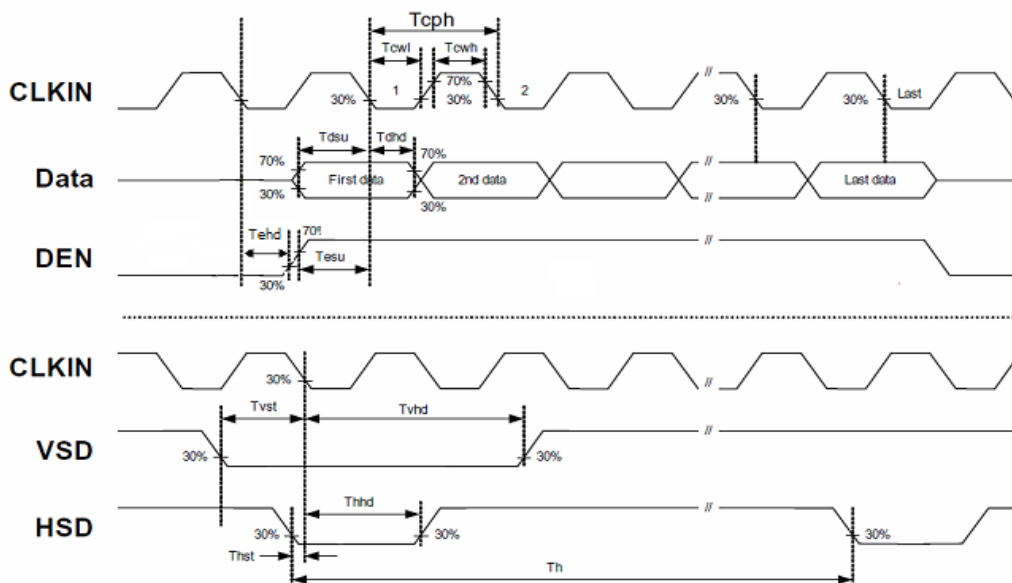 Tcph
Tcwl Tcwh
CLKIN 30% 1 70% 30% 2 // 30% 30% Last
Tdsu Tdhd
70% 70% //
Data First data 2nd data Last data
30% 30% //
Tehd 70%
DEN Tesu //
30%
CLKIN 30% //
Tvst Tvhd
VSD 30% 30% //
Thhd
HSD 30% 30% // 30%
Thst
Th